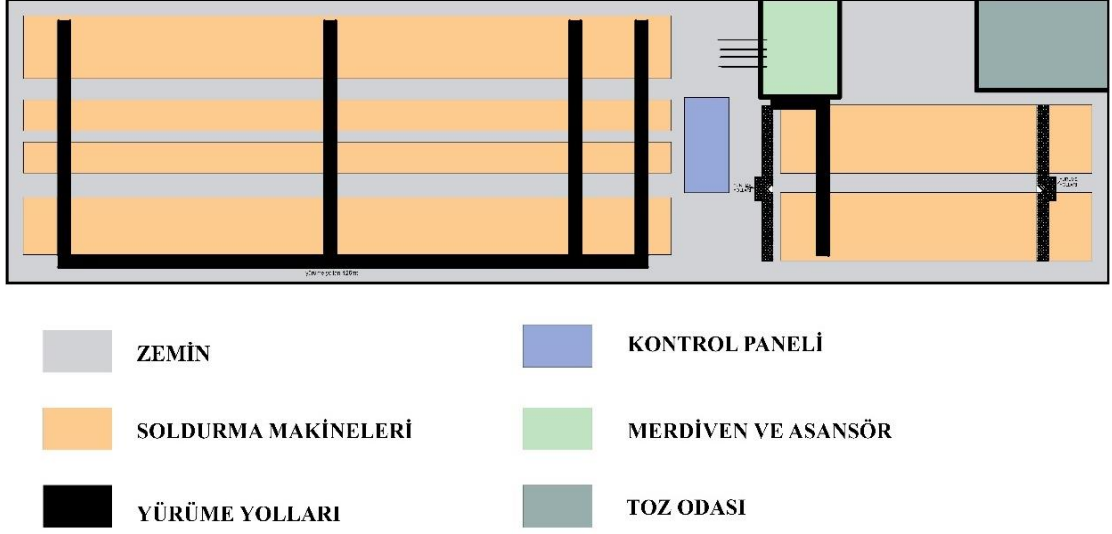 ZEMİN
KONTROL PANELİ
SOLDURMA MAKİNELERİ
MERDİVEN VE ASANSÖR
YÜRÜME YOLLARI
TOZ ODASI